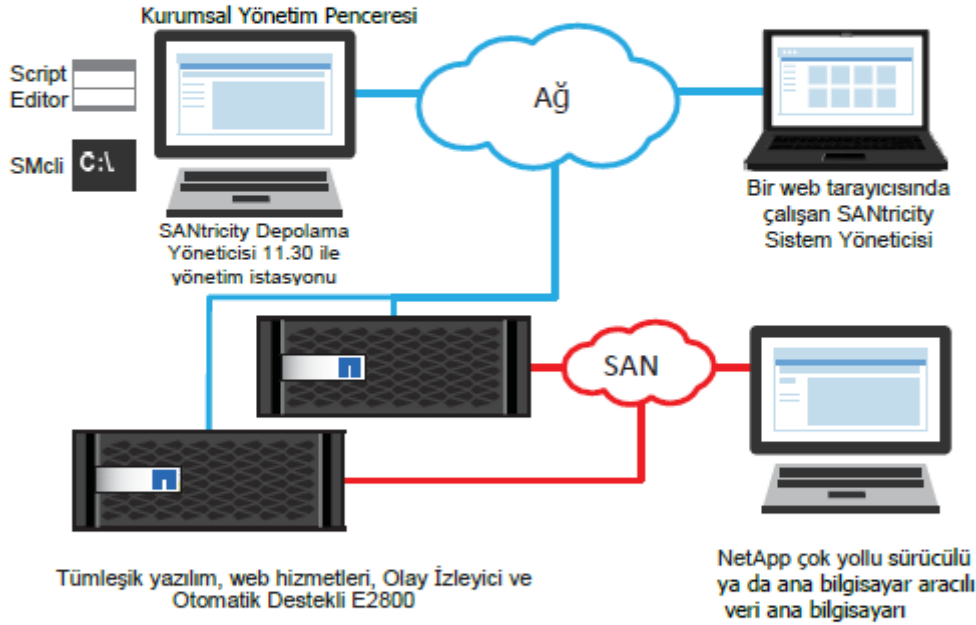 Kurumsal Yönetim Penceresi
Script
Editor
SMcli
C:\
Ağ
SANtricity Depolama
Yöneticisi 11.30 ile
yönetim istasyonu
Bir web tarayıcısında
çalışan SANtricity
Sistem Yöneticisi
SAN
Tümleşik yazılım, web hizmetleri, Olay İzleyici ve
Otomatik Destekli E2800
NetApp çok yollu sürücülü
ya da ana bilgisayar aracılı
veri ana bilgisayarı